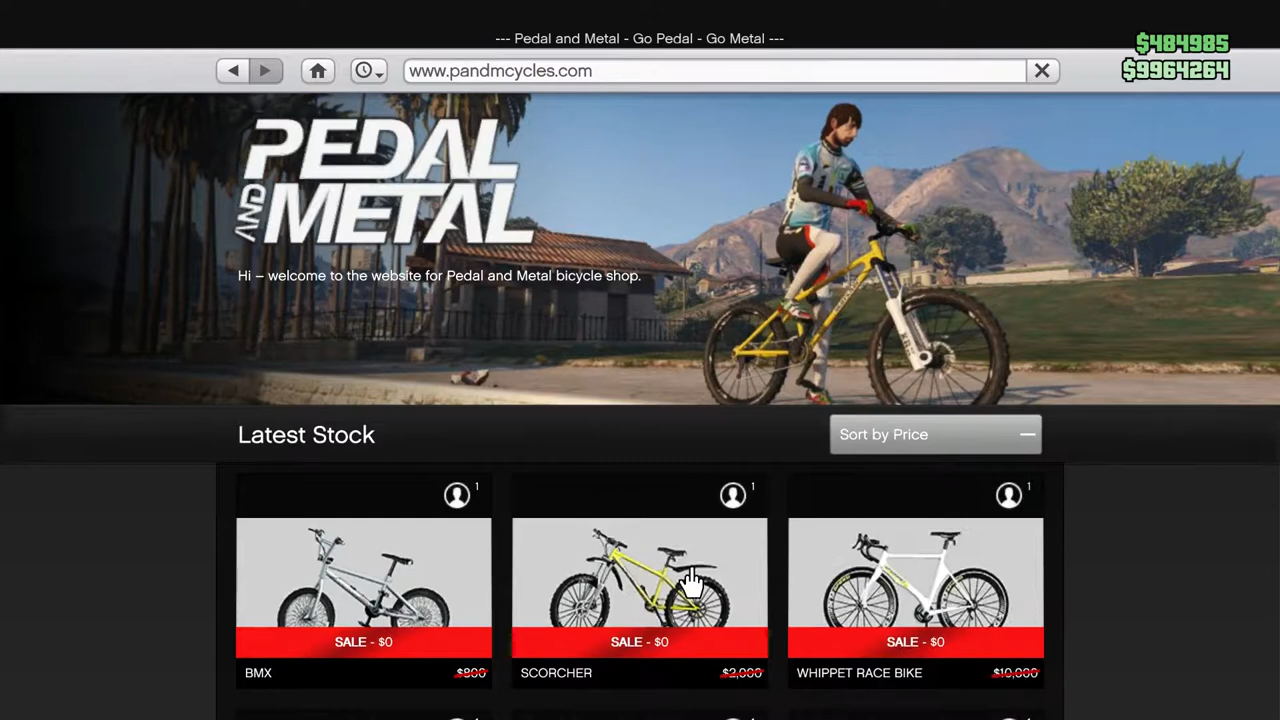 --- Pedal and Metal - Go Pedal - Go Metal ---
$484985
www.pandmcycles.com
$9964264
PEDAL
AND METAL
Hi – welcome to the website for Pedal and Metal bicycle shop.
Latest Stock
Sort by Price
1
1
1
SALE - $0
SALE - $0
SALE - $0
BMX $800
SCORCHER $2,000
WHIPPET RACE BIKE $10,000